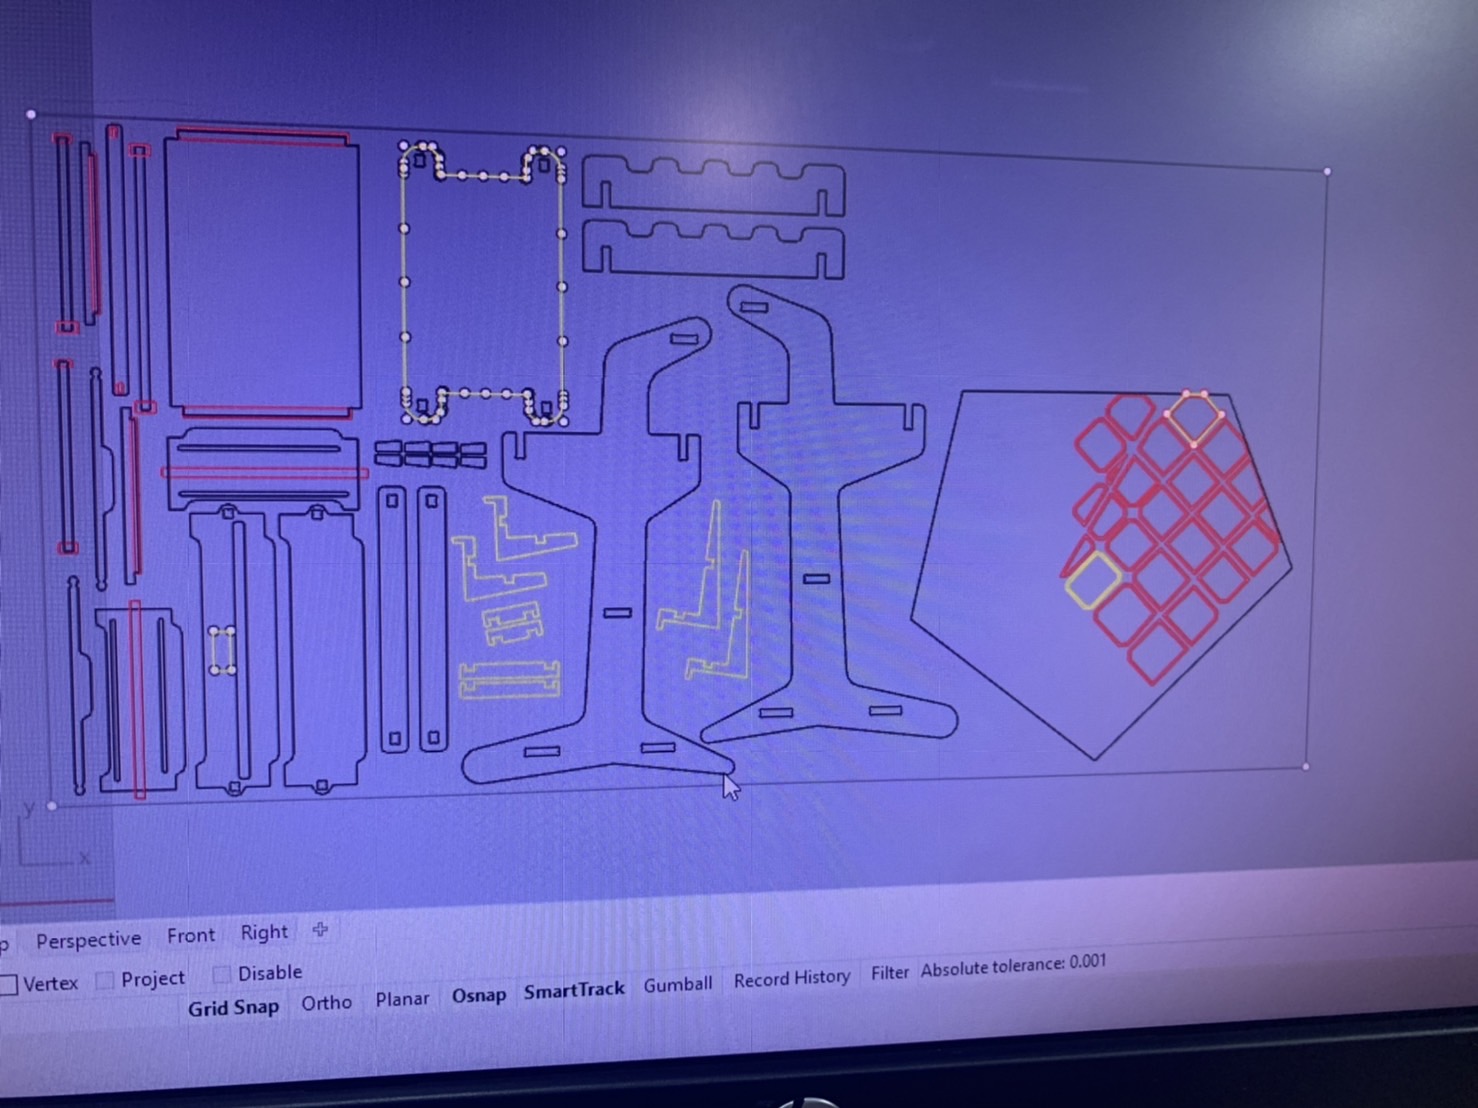 y
x
p Perspective Front Right
Vertex Project Disable
Grid Snap Ortho Planar Osnap SmartTrack Gumball Record History Filter Absolute tolerance: 0.001